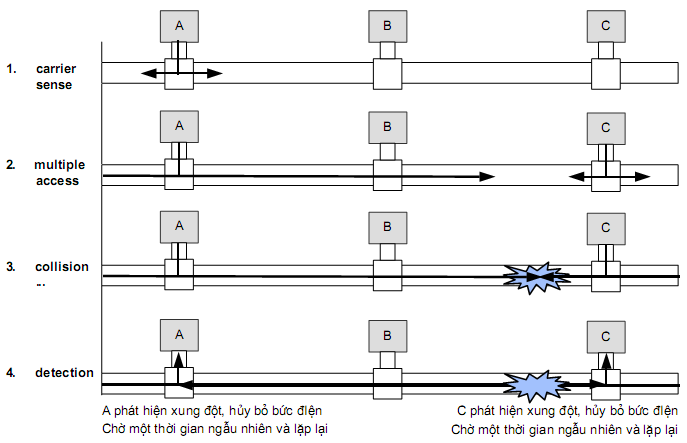 A B C
1. carrier
sense
A B C
2. multiple
access
A B C
3. collision
...
A B C
4. detection
A phát hiện xung đột, hủy bỏ bức điện
Chờ một thời gian ngẫu nhiên và lặp lại
C phát hiện xung đột, hủy bỏ bức điện
Chờ một thời gian ngẫu nhiên và lặp lại